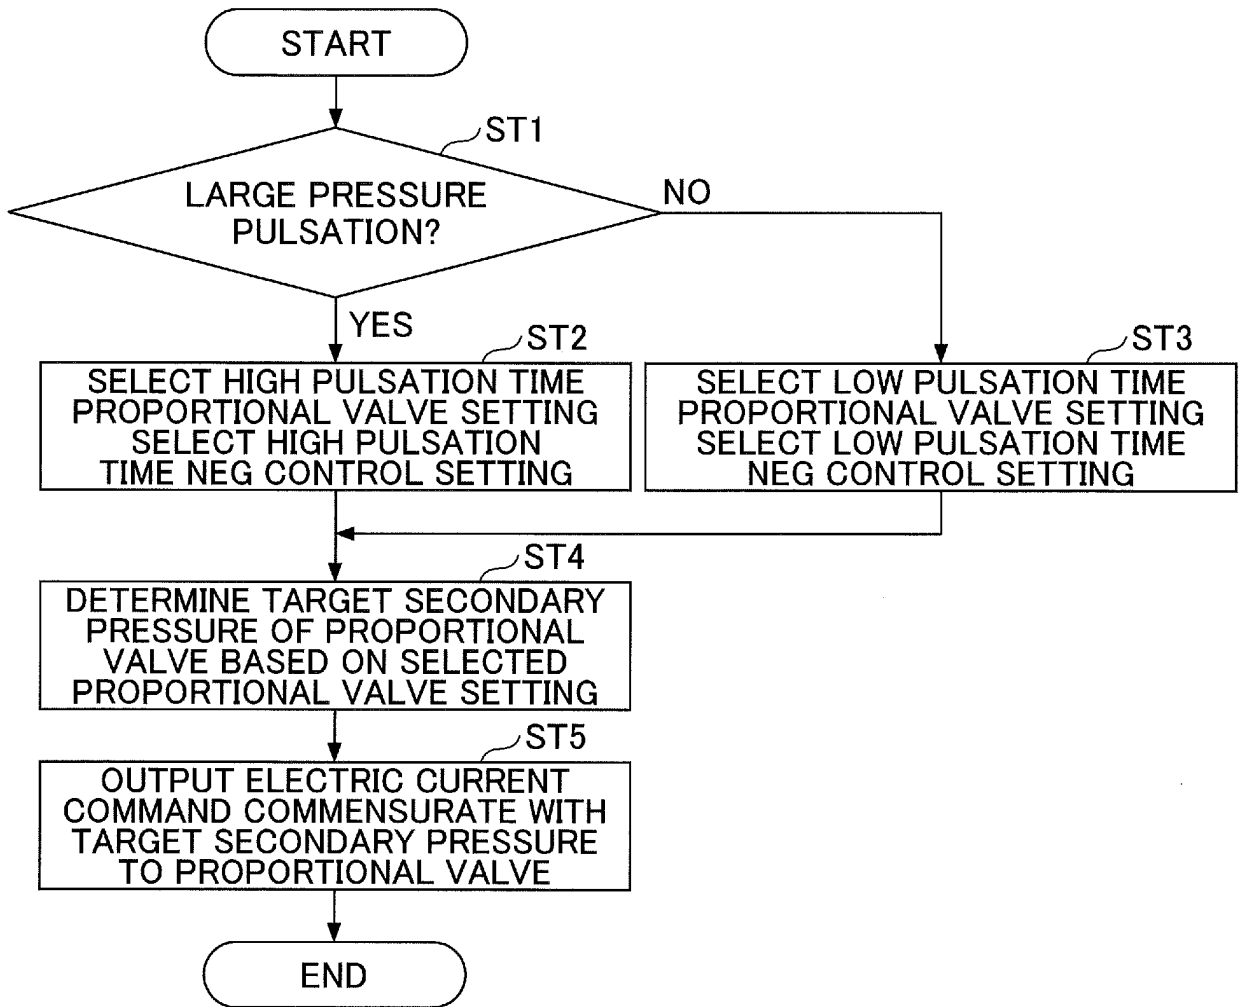 START
ST1
LARGE PRESSURE
PULSATION?
NO
YES
ST2
SELECT HIGH PULSATION TIME
PROPORTIONAL VALVE SETTING
SELECT HIGH PULSATION
TIME NEG CONTROL SETTING
ST3
SELECT LOW PULSATION TIME
PROPORTIONAL VALVE SETTING
SELECT LOW PULSATION TIME
NEG CONTROL SETTING
ST4
DETERMINE TARGET SECONDARY
PRESSURE OF PROPORTIONAL
VALVE BASED ON SELECTED
PROPORTIONAL VALVE SETTING
ST5
OUTPUT ELECTRIC CURRENT
COMMAND COMMENSURATE WITH
TARGET SECONDARY PRESSURE
TO PROPORTIONAL VALVE
END